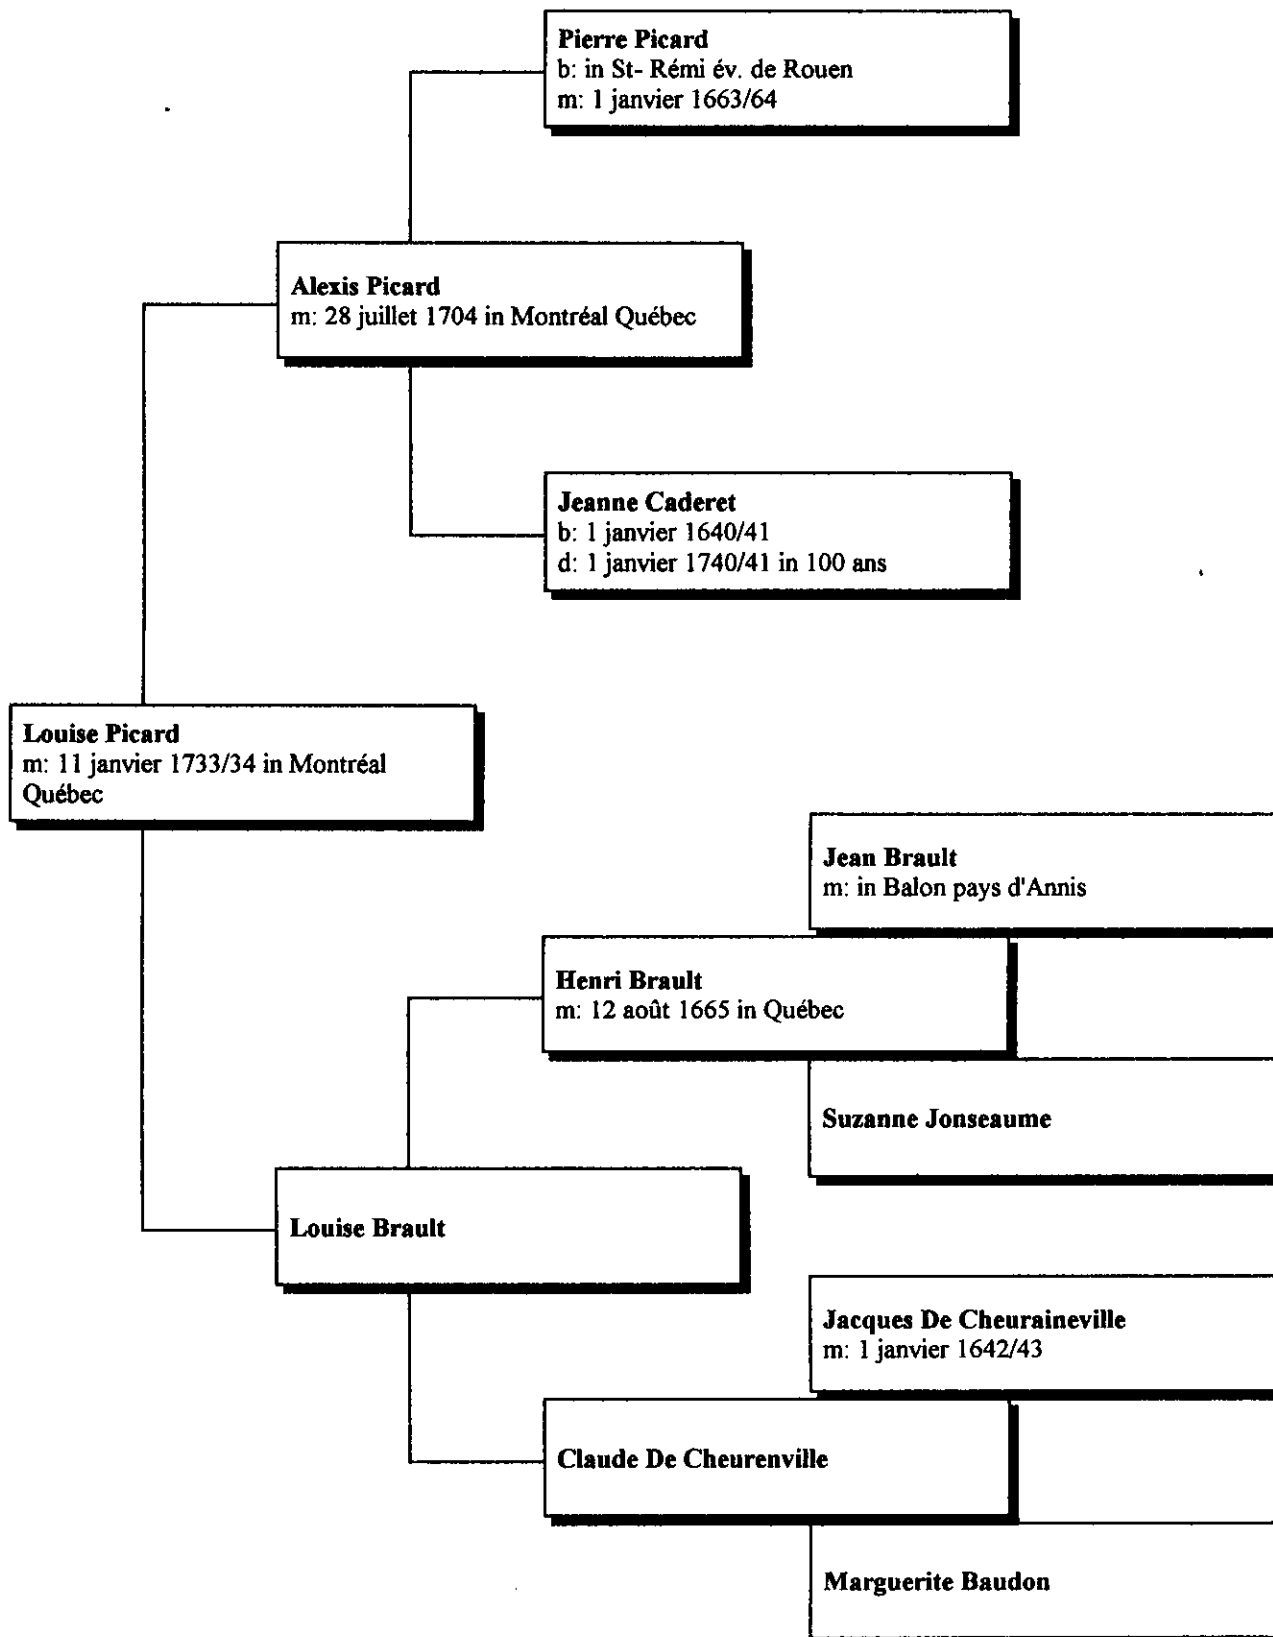 Pierre Picard
b: in St- Rémi év. de Rouen
m: 1 janvier 1663/64
Alexis Picard
m: 28 juillet 1704 in Montréal Québec
Jeanne Caderet
b: 1 janvier 1640/41
d: 1 janvier 1740/41 in 100 ans
Louise Picard
m: 11 janvier 1733/34 in Montréal
Québec
Jean Brault
m: in Balon pays d'Annis
Henri Brault
m: 12 août 1665 in Québec
Suzanne Jonseaume
Louise Brault
Jacques De Cheuraineville
m: 1 janvier 1642/43
Claude De Cheurenville
Marguerite Baudon